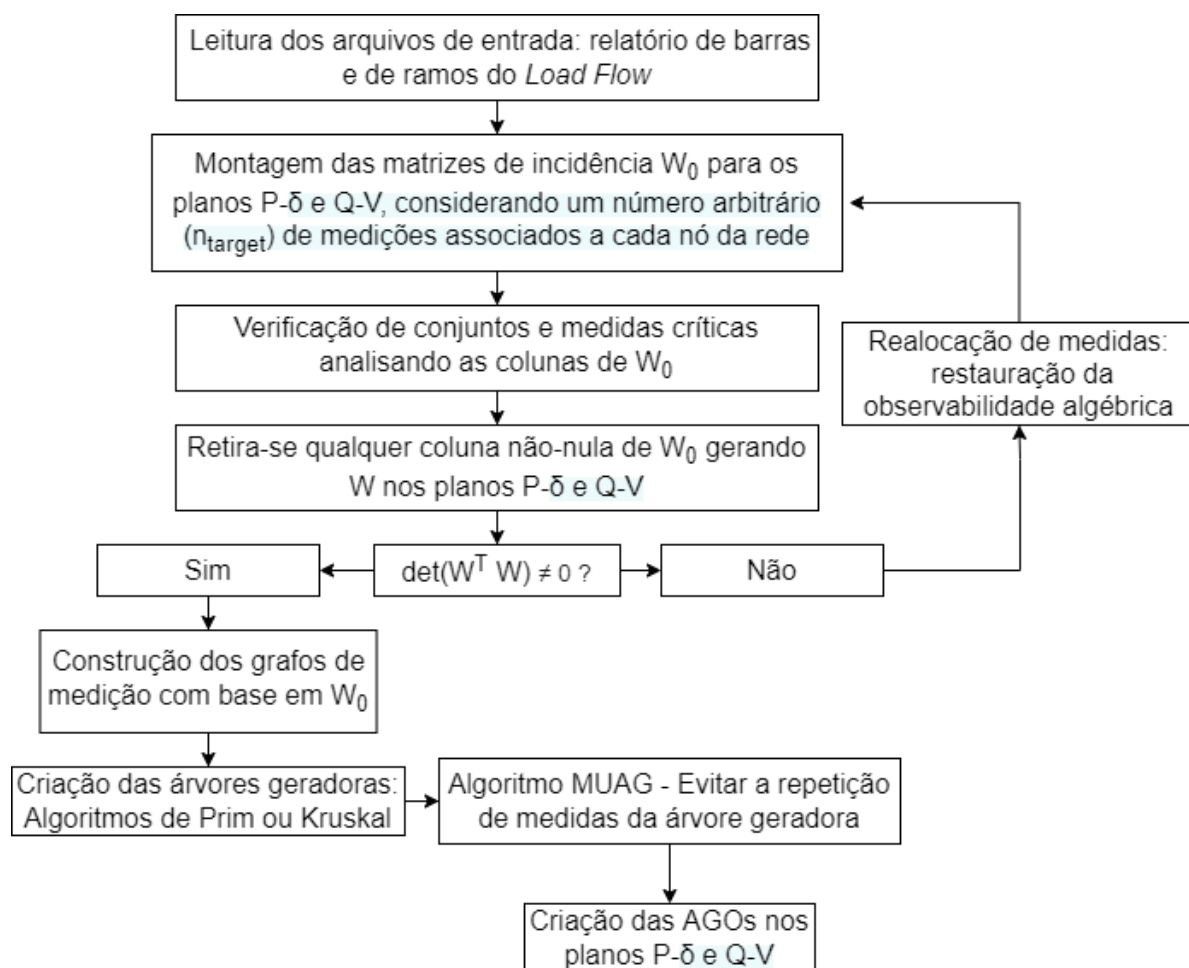 Leitura dos arquivos de entrada: relatório de barras
e de ramos do Load Flow
Montagem das matrizes de incidência W₀ para os
planos P-δ e Q-V, considerando um número arbitrário
(n_target) de medições associados a cada nó da rede
Verificação de conjuntos e medidas críticas
analisando as colunas de W₀
Realocação de medidas:
restauração da
observabilidade algébrica
Retira-se qualquer coluna não-nula de W₀ gerando
W nos planos P-δ e Q-V
Sim
det(Wᵀ W) ≠ 0 ?
Não
Construção dos grafos de
medição com base em W₀
Criação das árvores geradoras:
Algoritmos de Prim ou Kruskal
Algoritmo MUAG - Evitar a repetição
de medidas da árvore geradora
Criação das AGOs nos
planos P-δ e Q-V